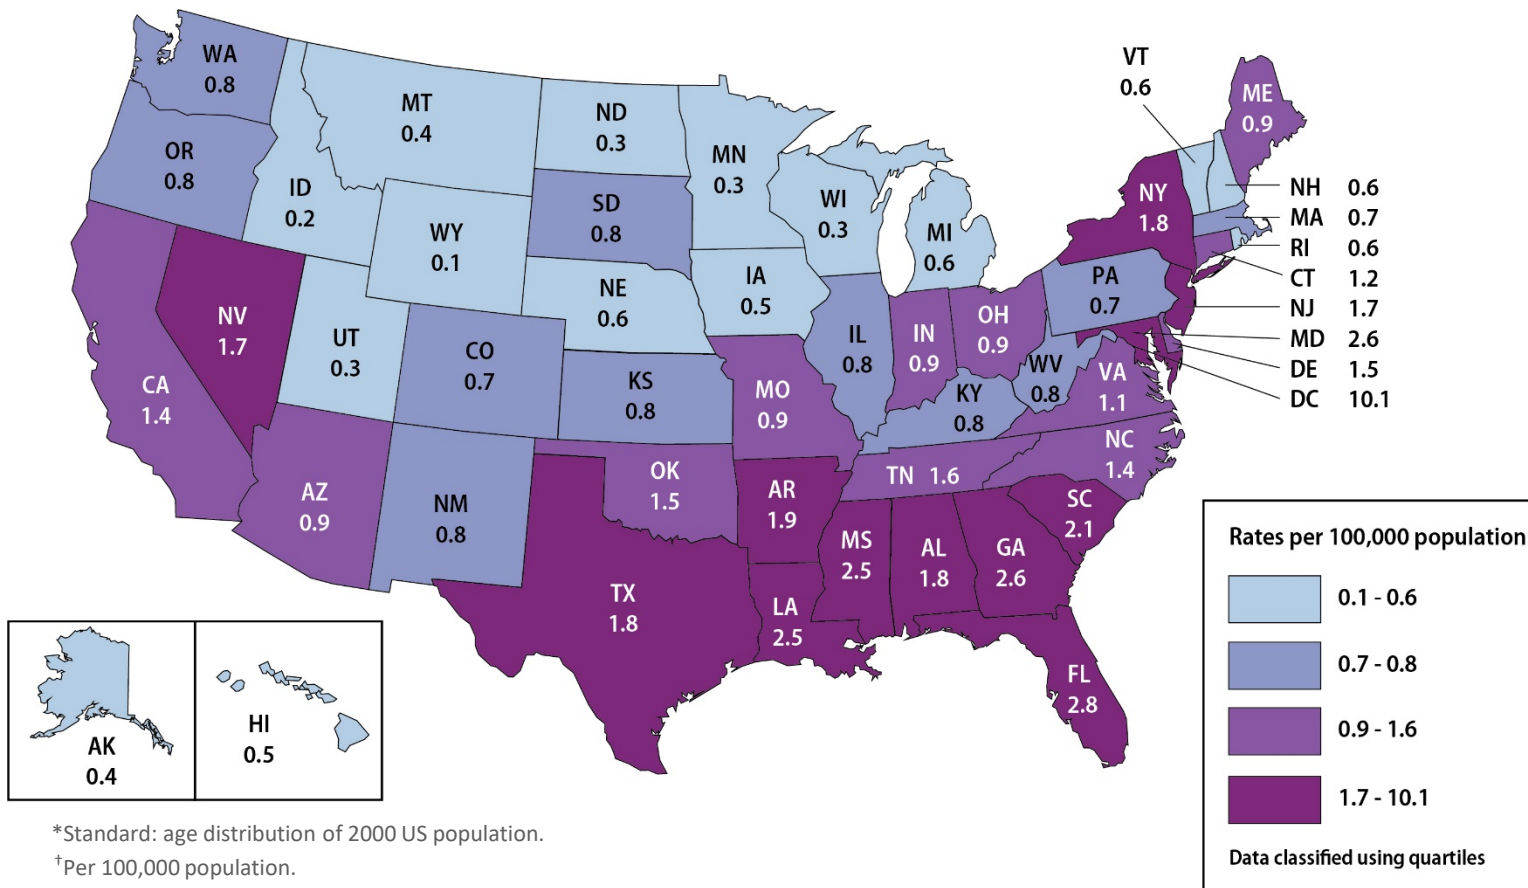 WA
0.8
OR
0.8
CA
1.4
NV
1.7
ID
0.2
MT
0.4
WY
0.1
UT
0.3
AZ
0.9
CO
0.7
NM
0.8
ND
0.3
SD
0.8
NE
0.6
KS
0.8
OK
1.5
TX
1.8
MN
0.3
IA
0.5
MO
0.9
AR
1.9
LA
2.5
WI
0.3
IL
0.8
MI
0.6
IN
0.9
OH
0.9
KY
0.8
TN 1.6
MS
2.5
AL
1.8
GA
2.6
FL
2.8
SC
2.1
NC
1.4
VA
1.1
WV
0.8
PA
0.7
NY
1.8
VT
0.6
ME
0.9
NH 0.6
MA 0.7
RI 0.6
CT 1.2
NJ 1.7
MD 2.6
DE 1.5
DC 10.1
AK
0.4
HI
0.5
Rates per 100,000 population
0.1 - 0.6
0.7 - 0.8
0.9 - 1.6
1.7 - 10.1
Data classified using quartiles
*Standard: age distribution of 2000 US population.
†Per 100,000 population.